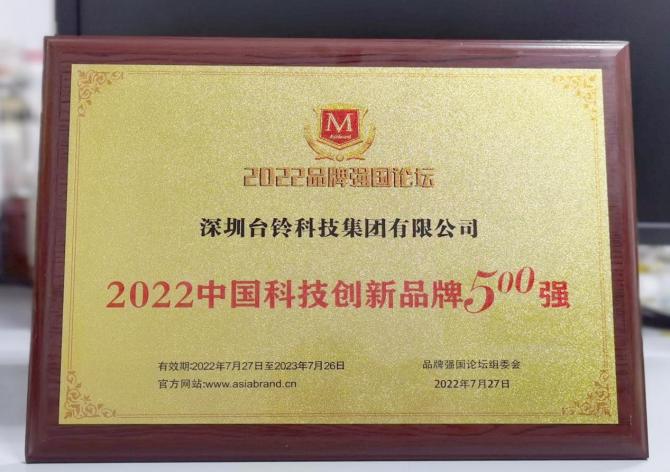 M
2022品牌强国论坛
深圳台铃科技集团有限公司
2022中国科技创新品牌500强
有效期:2022年7月27日至2023年7月26日
官方网站:www.asiabrand.cn
品牌强国论坛组委会
2022年7月27日